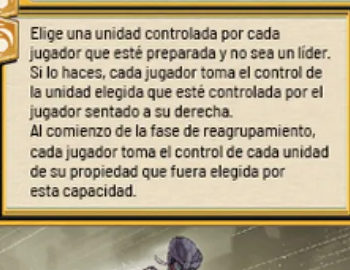 Elige una unidad controlada por cada
jugador que esté preparada y no sea un líder.
Si lo haces, cada jugador toma el control de
la unidad elegida que esté controlada por el
jugador sentado a su derecha.
Al comienzo de la fase de reagrupamiento,
cada jugador toma el control de cada unidad
de su propiedad que fuera elegida por
esta capacidad.